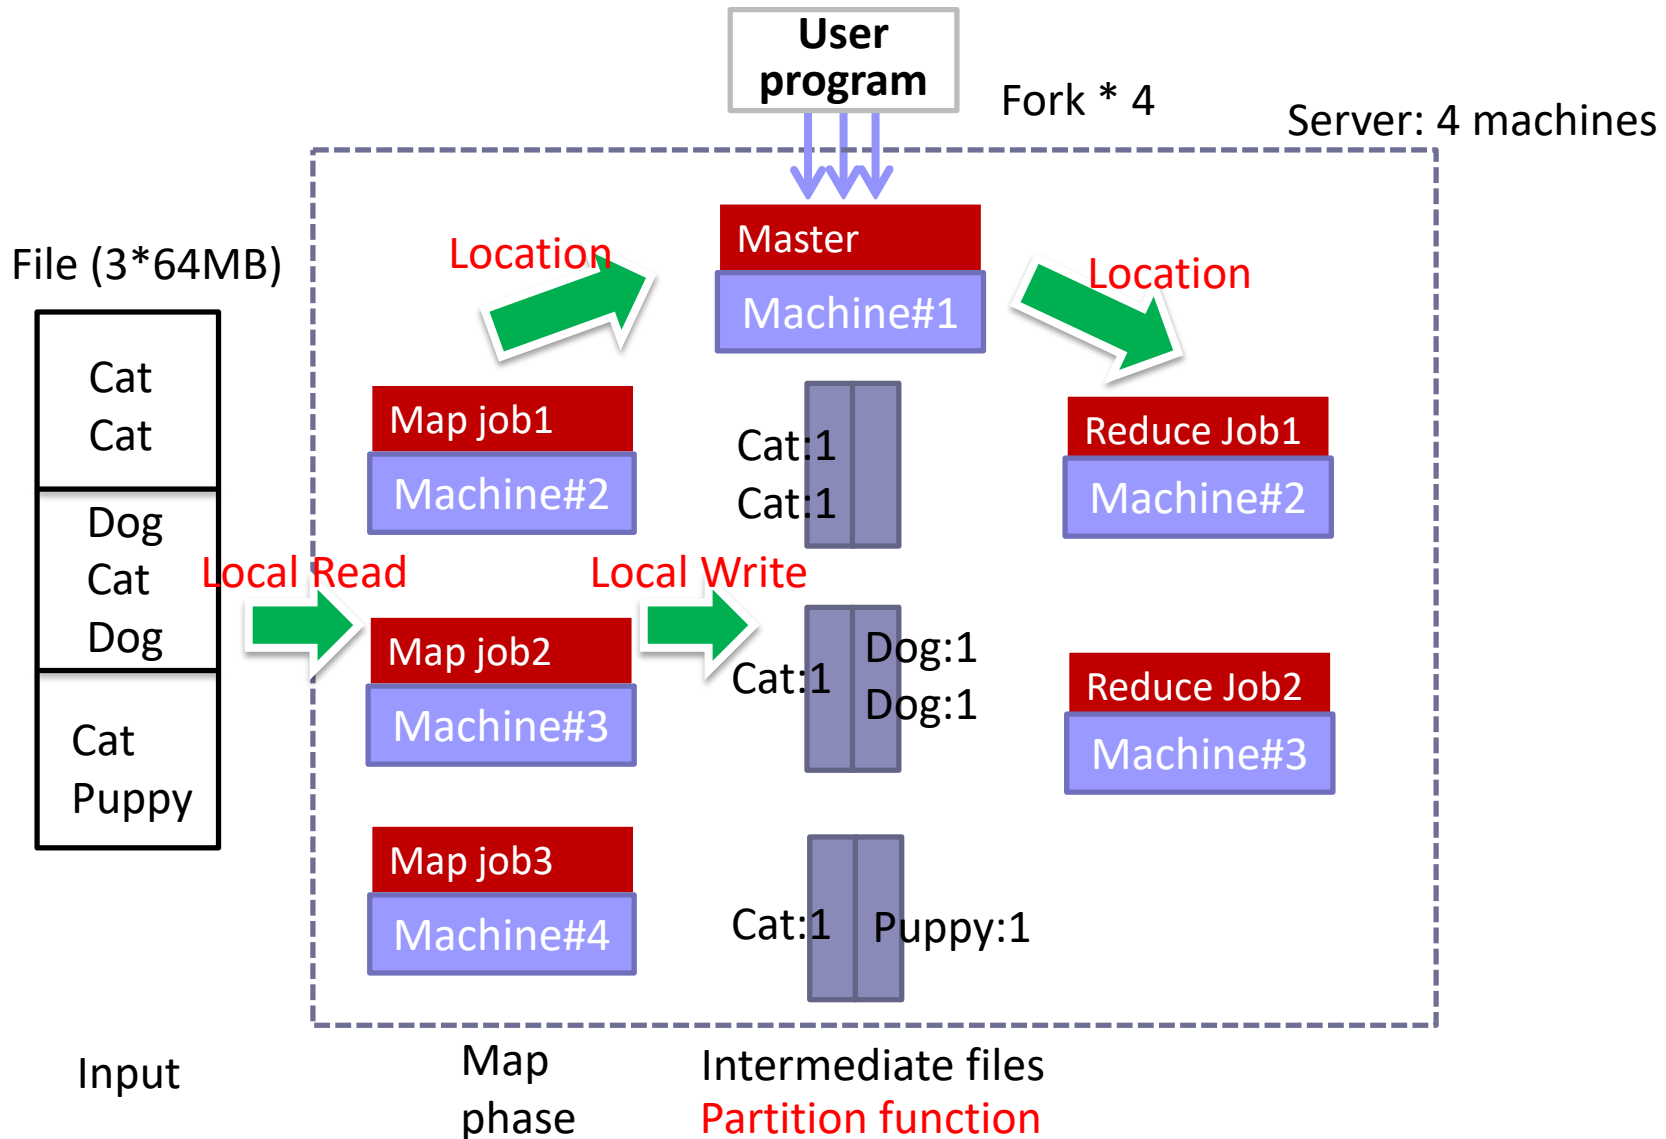 User
program
Fork * 4
Server: 4 machines
File (3*64MB)
Cat
Cat
Dog
Cat
Dog
Cat
Puppy
Input
Location
Master
Machine#1
Location
Map job1
Machine#2
Local Read
Local Write
Map job2
Machine#3
Map job3
Machine#4
Map
phase
Cat:1
Cat:1
Cat:1
Dog:1
Dog:1
Cat:1
Puppy:1
Intermediate files
Partition function
Reduce Job1
Machine#2
Reduce Job2
Machine#3